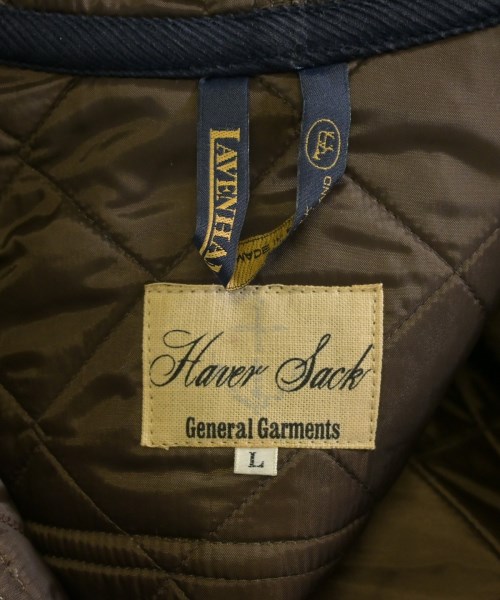 LAVENHA
Haver Sack
General Garments
L